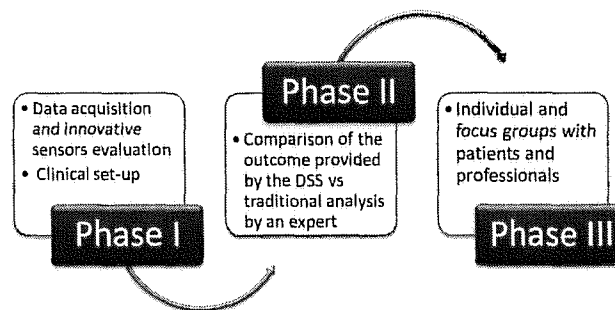 • Data acquisition
and innovative
sensors evaluation
• Clinical set-up
Phase I
Phase II
• Comparison of the
outcome provided
by the DSS vs
traditional analysis
by an expert
• Individual and
focus groups with
patients and
professionals
Phase III